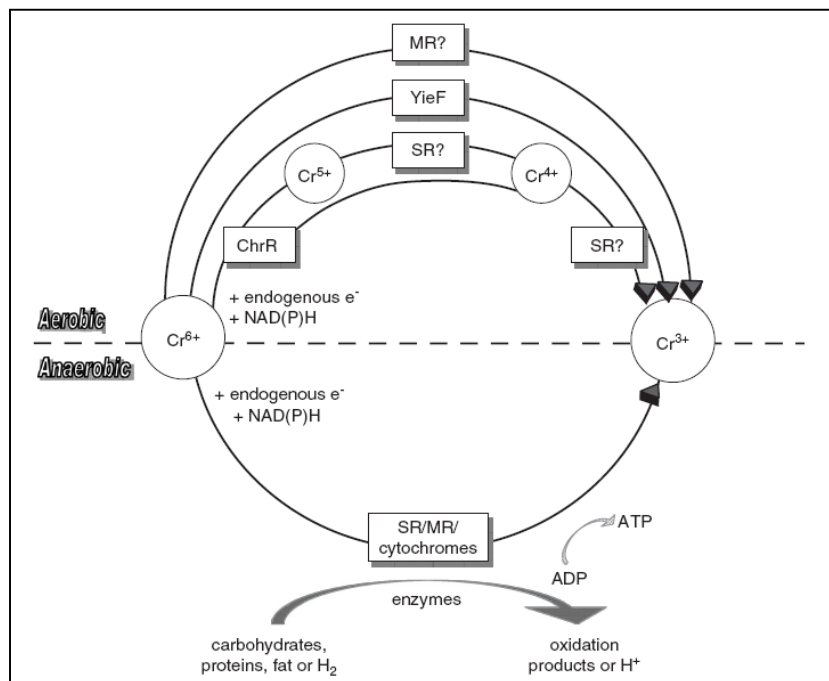 MR?
YieF
SR?
Cr⁵⁺
Cr⁴⁺
ChrR
SR?
+ endogenous e⁻
+ NAD(P)H
Aerobic
Cr⁶⁺
Cr³⁺
Anaerobic
+ endogenous e⁻
+ NAD(P)H
SR/MR/
cytochromes
ATP
ADP
enzymes
carbohydrates,
proteins, fat or H₂
oxidation
products or H⁺